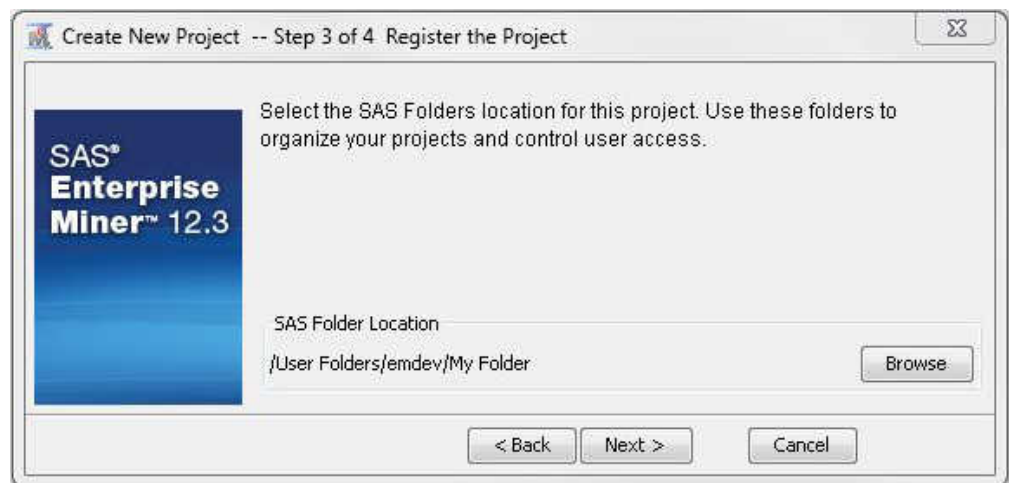 Create New Project -- Step 3 of 4 Register the Project
Select the SAS Folders location for this project. Use these folders to
organize your projects and control user access.
SAS®
Enterprise
Miner™ 12.3
SAS Folder Location
/User Folders/emdev/My Folder
Browse
< Back
Next >
Cancel